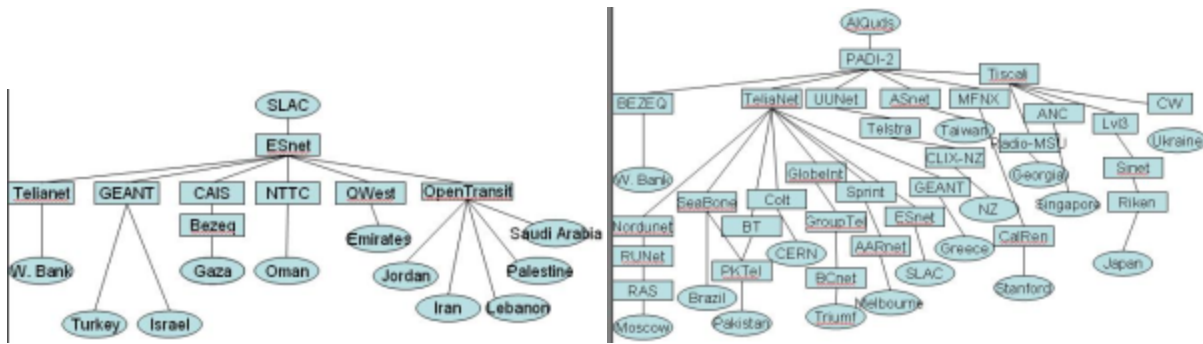 SLAC
ESnet
Telianet GEANT CAIS NTTC QWest OpenTransit
Bezeq
Emirates
Saudi Arabia
W. Bank
Gaza
Oman
Jordan
Palestine
Iran
Lebanon
Turkey
Israel
AlQuds
PADI-2
Tiscali
BEZEQ TeliaNet UUNet ASnet MFNX
CW
ANC
Lvl3
Telstra
Taiwan
Ukraine
Radio-MSU
CLIX-NZ
GlobeInt
Sinet
Georgia
W. Bank
GEANT
Sprint
Colt
SeaBone
Riken
Singapore
NZ
Nordunet
BT
GroupTel
ESnet
CalRen
Greece
AARnet
RUNet
CERN
PKTel
BCnet
SLAC
Japan
RAS
Brazil
Melbourne
Stanford
Moscow
Pakistan
Triumf